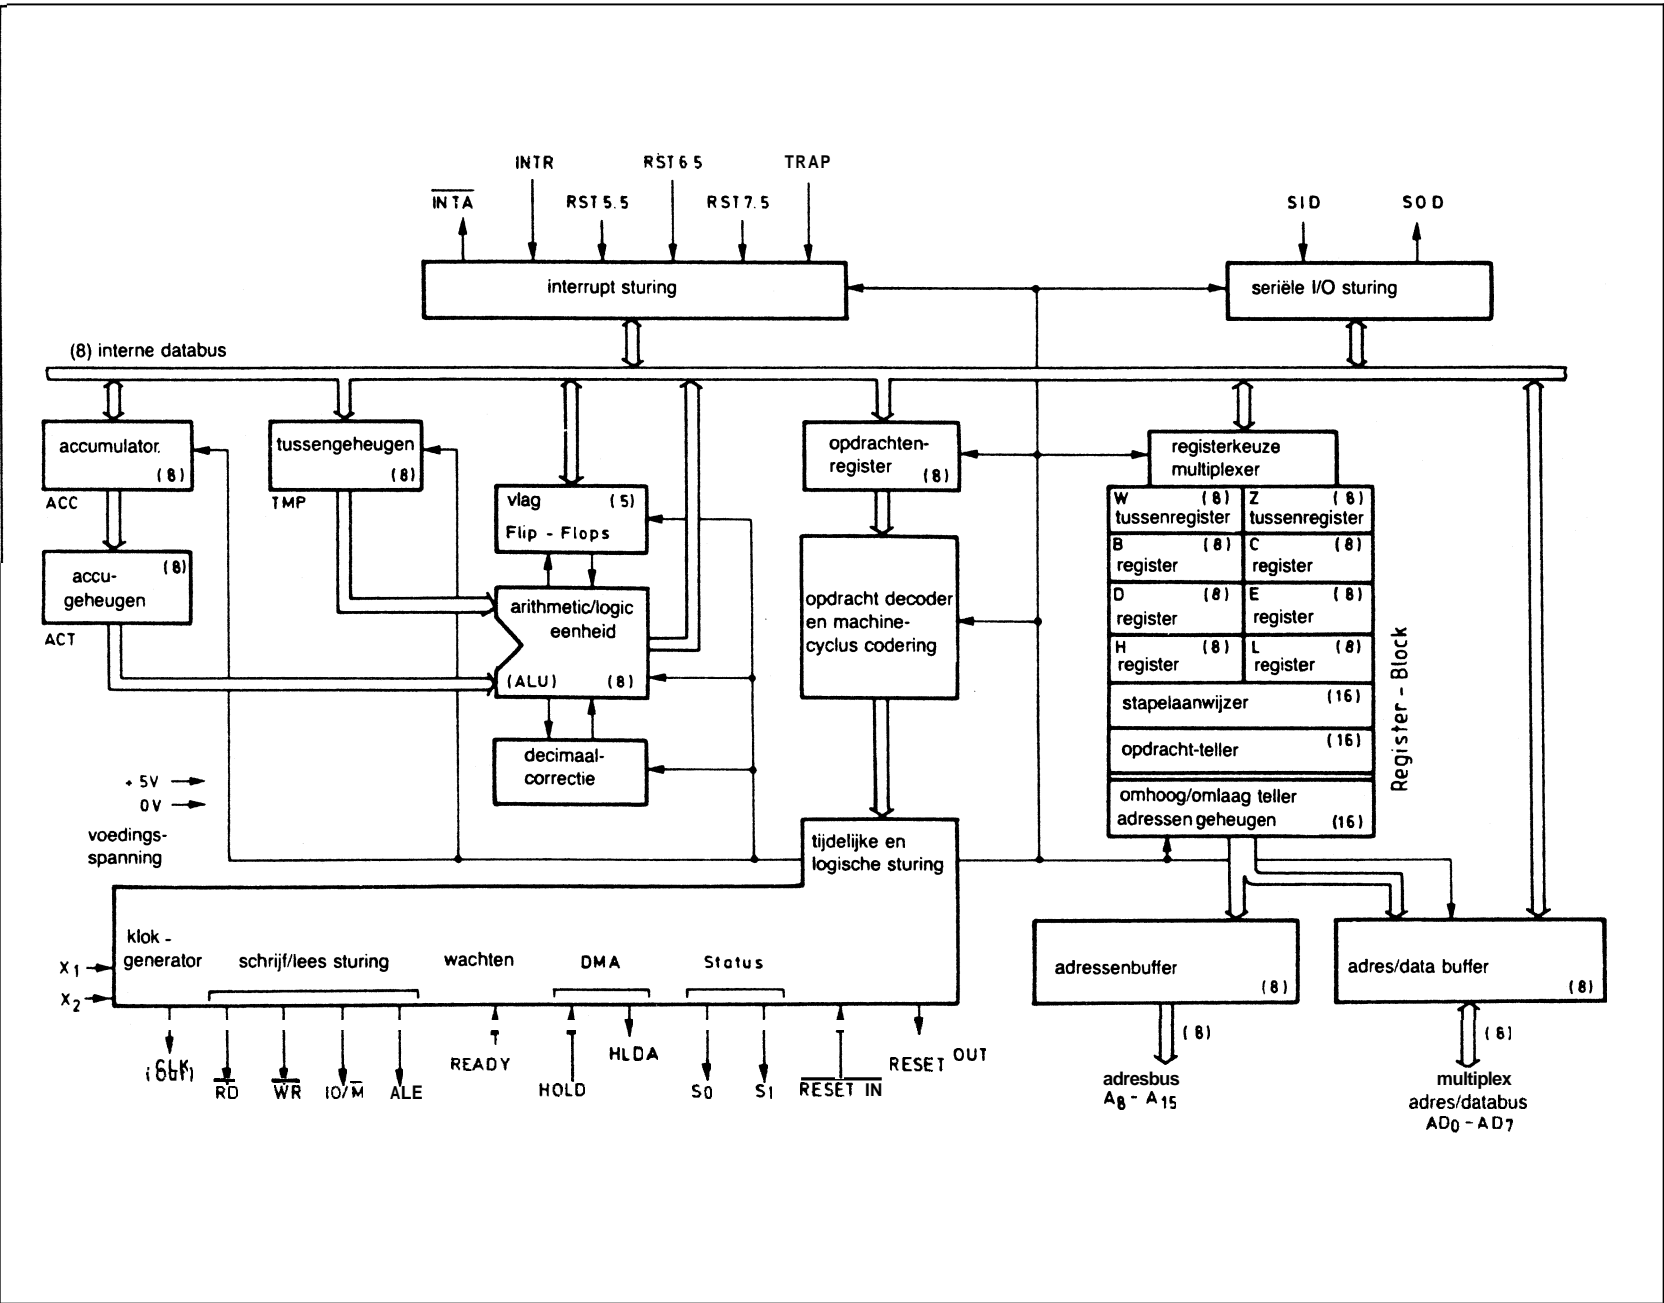 INTR
RST6 5
TRAP
INTA
RST5.5
RST7.5
SID
SOD
interrupt sturing
seriële I/O sturing
(8) interne databus
accumulator.
(8)
ACC
tussengeheugen
(8)
TMP
opdrachten-
register (8)
registerkeuze
multiplexer
vlag (5)
Flip - Flops
W (8)
tussenregister
Z (8)
tussenregister
B (8)
register
C (8)
register
D (8)
register
E (8)
register
H (8)
register
L (8)
register
stapelaanwijzer (16)
opdracht-teller (16)
omhoog/omlaag teller
adressen geheugen (16)
Register - Block
accu- (8)
geheugen
ACT
arithmetic/logic
eenheid
(ALU) (8)
opdracht decoder
en machine-
cyclus codering
decimaal-
correctie
+ 5V
0V
voedings-
spanning
tijdelijke en
logische sturing
klok -
generator
schrijf/lees sturing
wachten
DMA
Status
X1
X2
adressenbuffer
(8)
adres/data buffer
(8)
(8)
(8)
CLK
(OUT)
RD
WR
IO/M
ALE
READY
HOLD
HLDA
S0
S1
RESET IN
RESET OUT
adresbus
A8 - A15
multiplex
adres/databus
AD0 - AD7